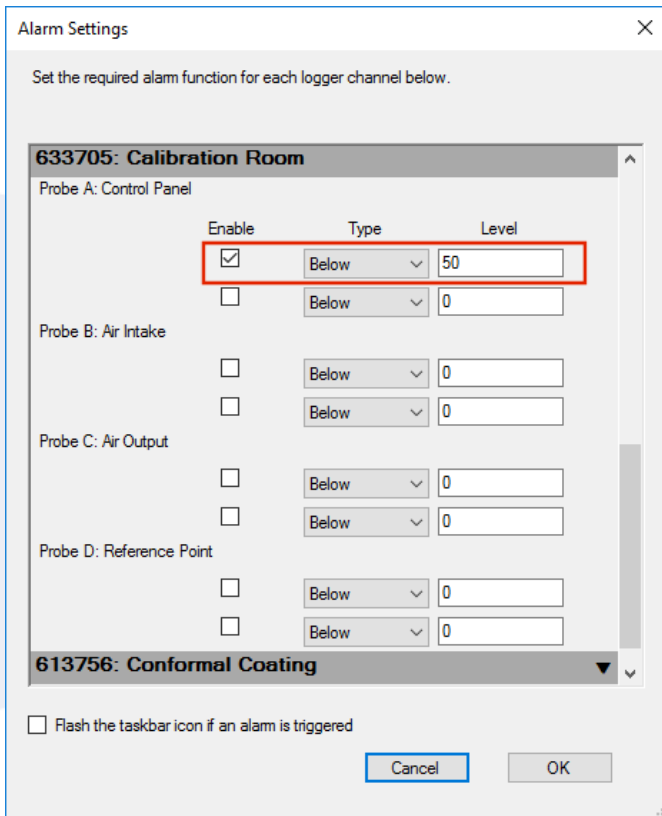 Alarm Settings
Set the required alarm function for each logger channel below.
633705: Calibration Room
Probe A: Control Panel
Enable Type Level
Below 50
Below 0
Probe B: Air Intake
Below 0
Below 0
Probe C: Air Output
Below 0
Below 0
Probe D: Reference Point
Below 0
Below 0
613756: Conformal Coating
Flash the taskbar icon if an alarm is triggered
Cancel OK